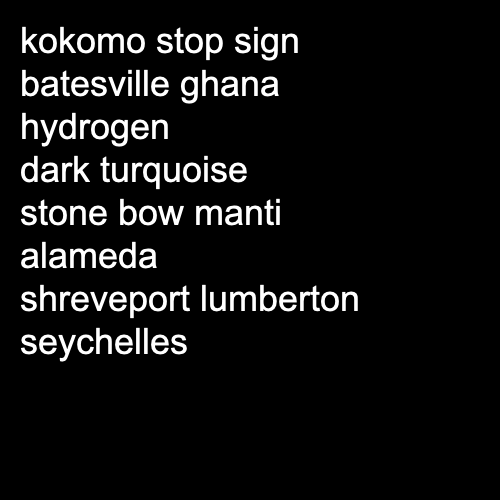 kokomo stop sign
batesville ghana
hydrogen
dark turquoise
stone bow manti
alameda
shreveport lumberton
seychelles